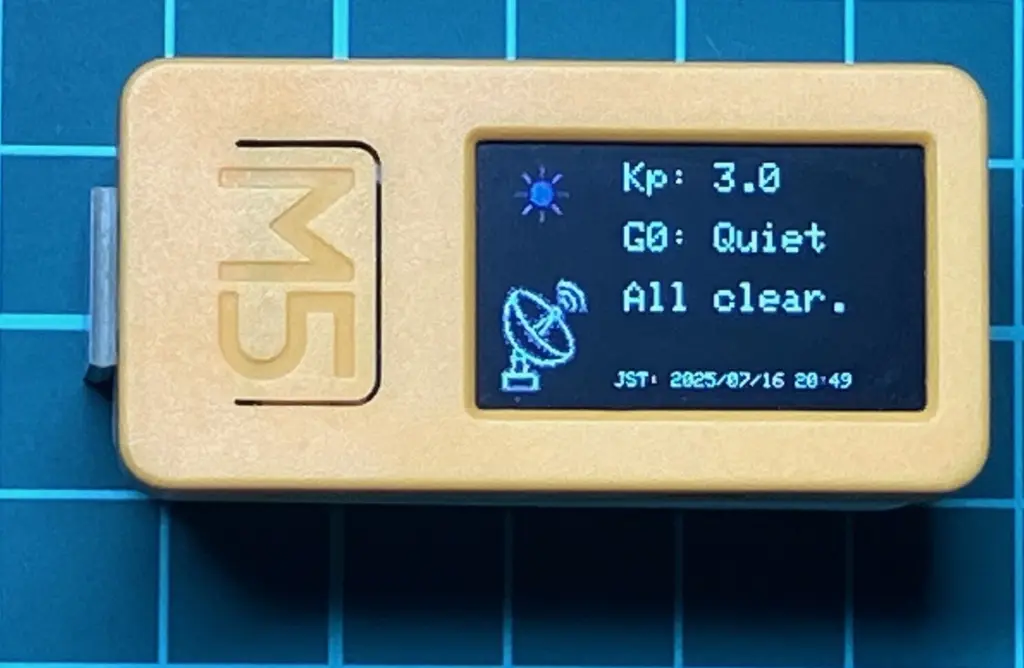 M5
Kp: 3.0
G0: Quiet
All clear.
JST: 2025/07/16 20:49